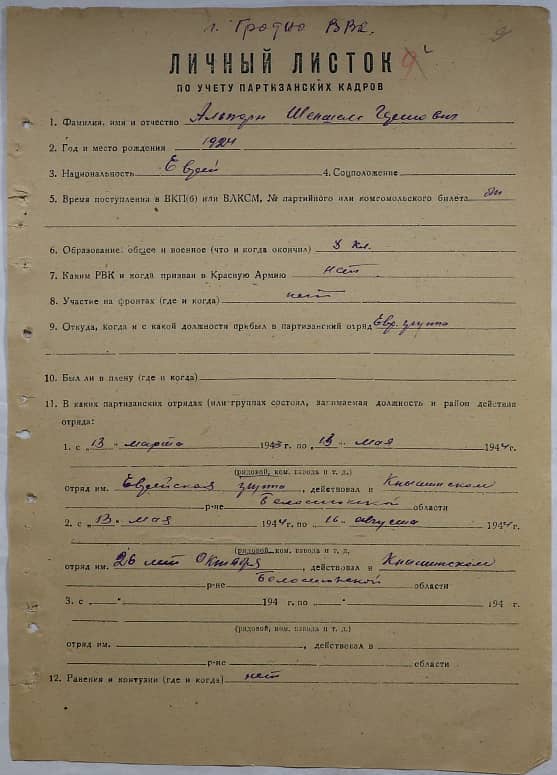 г. Гродно ВВК.
ЛИЧНЫЙ ЛИСТОК
ПО УЧЕТУ ПАРТИЗАНСКИХ КАДРОВ
1. Фамилия, имя и отчество Альперн
2. Год и место рождения 1924
3. Национальность Еврей 4. Соцположение
5. Время поступления в ВКП(б) или ВЛКСМ, № партийного или комсомольского билета
6. Образование: общее и военное (что и когда окончил) 8 кл.
7. Каким РВК и когда призван в Красную Армию нет
8. Участие на фронтах (где и когда) нет
9. Откуда, когда и с какой должности прибыл в партизанский отряд Евр. группа
10. Был ли в плену (где и когда)
11. В каких партизанских отрядах (или группах состоял, занимаемая должность и район действия
отряда:
1. с „13" марта 1943 г. по „13" мая 1944 г.
(рядовой, ком. взвода и т. д.)
отряд им. Еврейская группа, действовал в Кнышинском
р-не Белостокской области
2. с „13" мая 1944 г. по „16" августа 1944 г.
(рядовой, ком. взвода и т. д.)
отряд им. 26 лет Октября, действовал в Кнышинском
р-не Белостокской области
3. с „ " 194 г. по „ " 194 г.
(рядовой, ком. взвода и т. д.)
отряд им. , действовал в
р-не области
12. Ранения и контузии (где и когда) нет